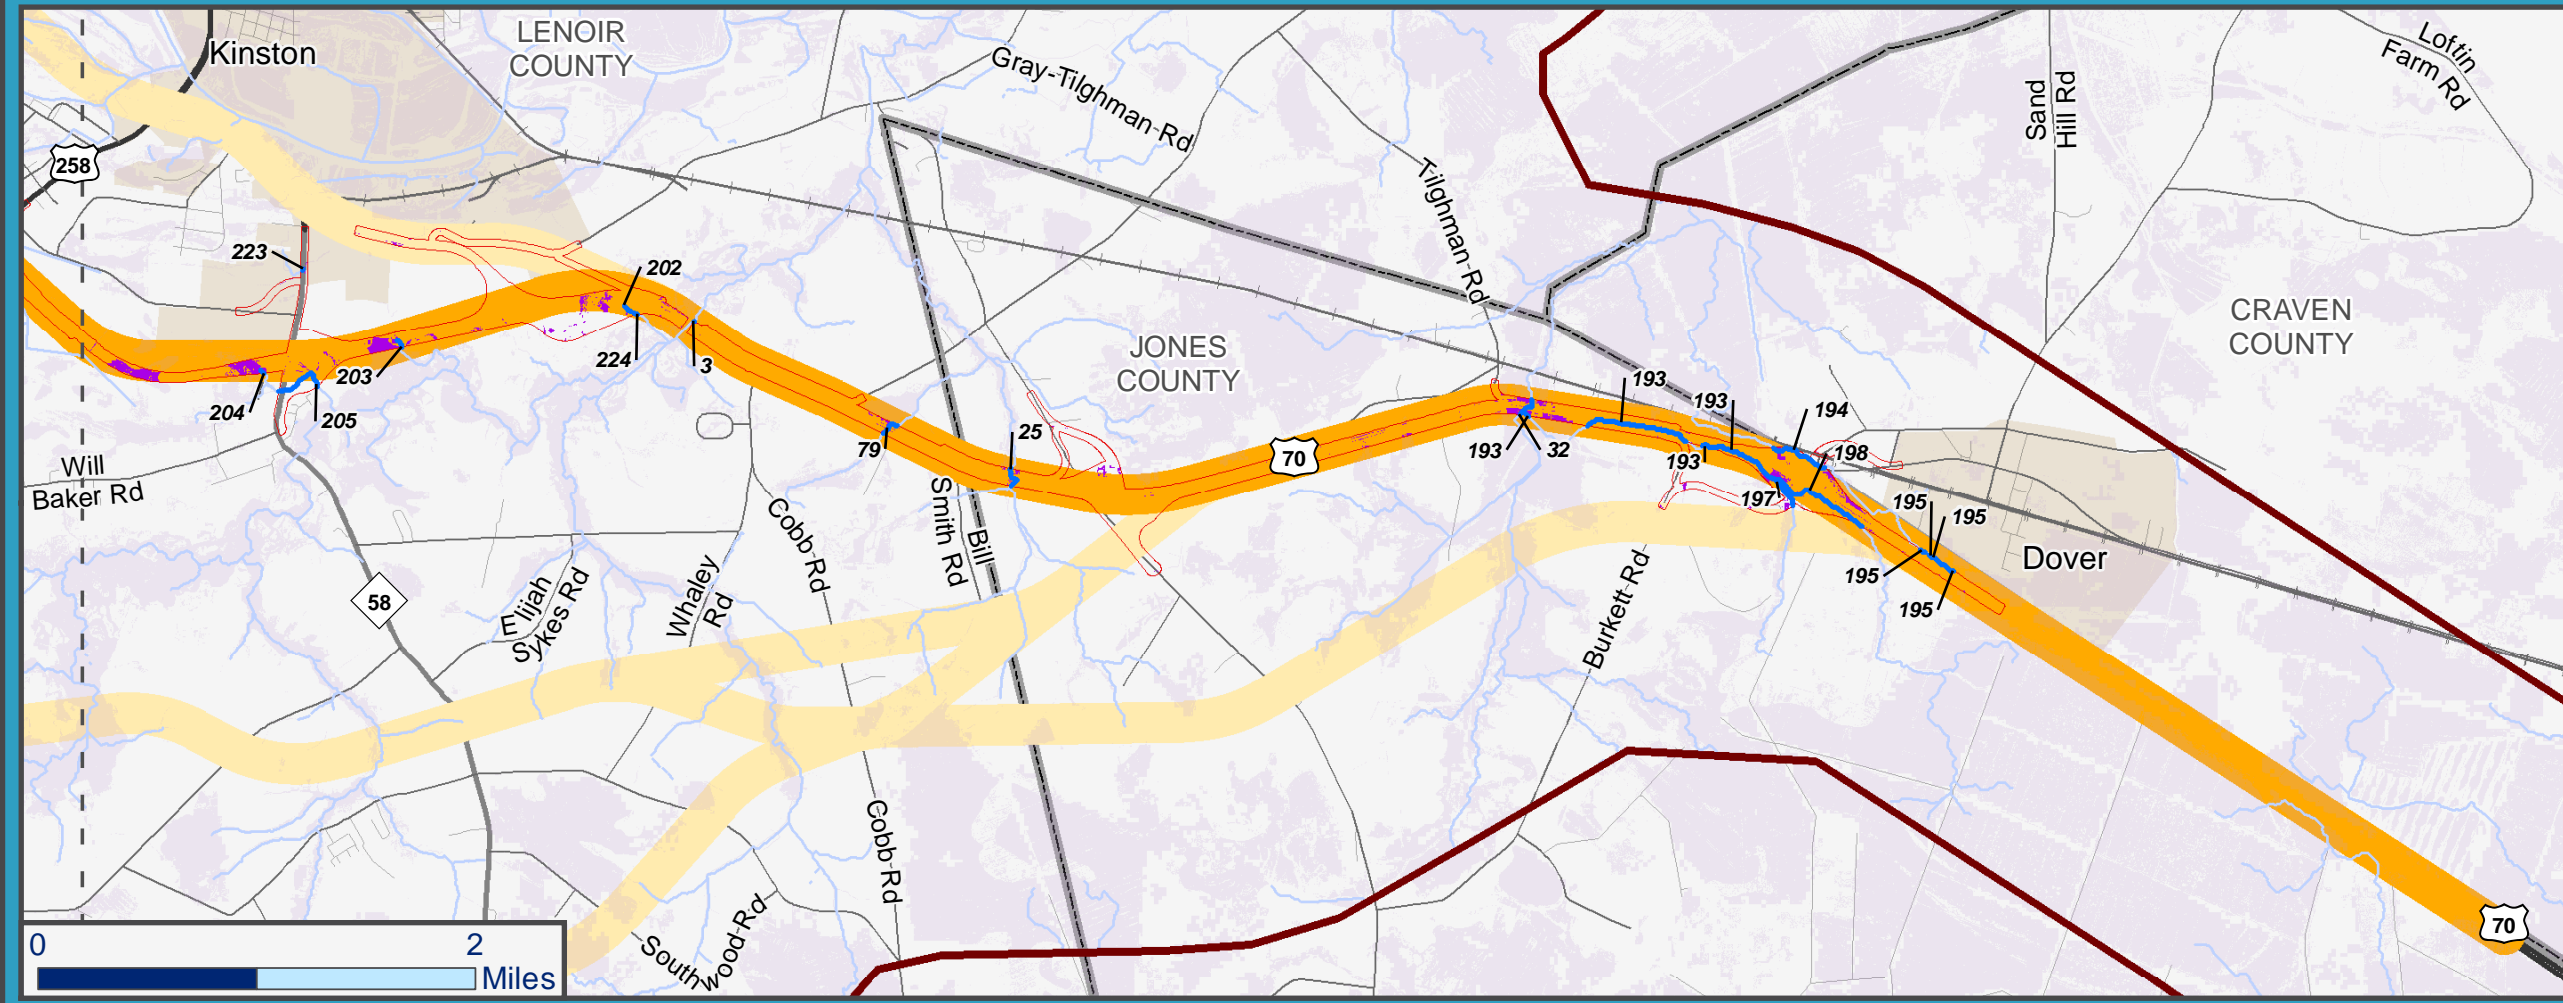 Kinston
LENOIR
COUNTY
Gray-Tilghman-Rd
Loftin
Farm Rd
Sand
Hill Rd
258
Tilghman-Rd
223
202
CRAVEN
COUNTY
JONES
COUNTY
224
3
203
193
193
194
204
205
79
25
193
32
193
198
70
Will
Baker Rd
197
195
195
Cobb-Rd
Smith Rd
Bill
Dover
195
195
58
Elijah
Sykes Rd
Whaley
Rd
Burkett-Rd
Cobb-Rd
South
wood-Rd
70
0
2
Miles